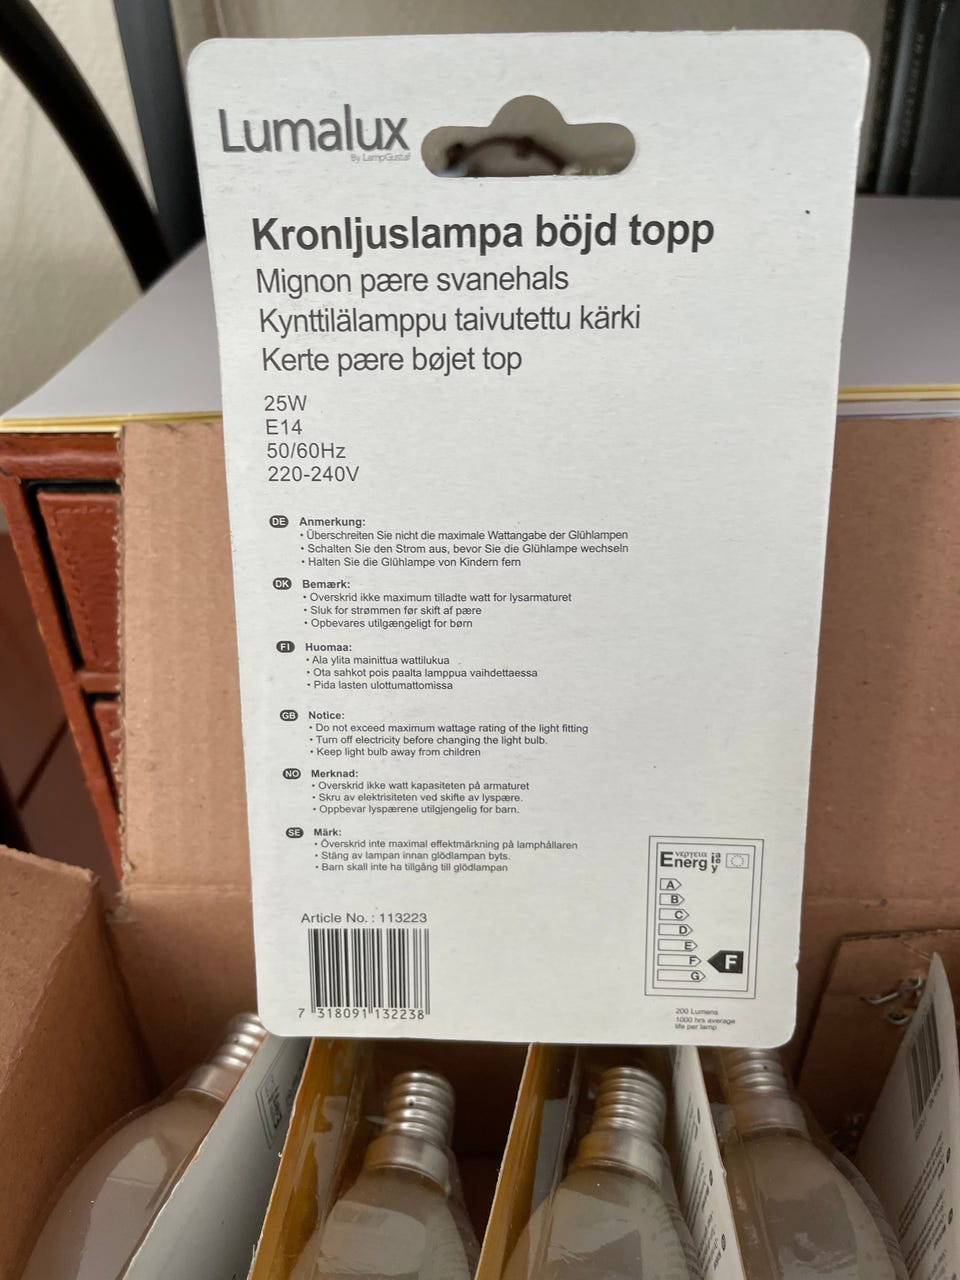 Lumalux
By LampGustaf
Kronljuslampa böjd topp
Mignon pære svanehals
Kynttilälamppu taivutettu kärki
Kerte pære bøjet top
25W
E14
50/60Hz
220-240V
DE Anmerkung:
• Überschreiten Sie nicht die maximale Wattangabe der Glühlampen
• Schalten Sie den Strom aus, bevor Sie die Glühlampe wechseln
• Halten Sie die Glühlampe von Kindern fern
DK Bemærk:
• Overskrid ikke maximum tilladte watt for lysarmaturet
• Sluk for strømmen før skift af pære
• Opbevares utilgængeligt for børn
FI Huomaa:
• Ala ylita mainittua wattilukua
• Ota sahkot pois paalta lamppua vaihdettaessa
• Pida lasten ulottumattomissa
GB Notice:
• Do not exceed maximum wattage rating of the light fitting
• Turn off electricity before changing the light bulb.
• Keep light bulb away from children
NO Merknad:
• Overskrid ikke watt kapasiteten på armaturet
• Skru av elektrisiteten ved skifte av lyspære.
• Oppbevar lyspærene utilgjengelig for barn.
SE Märk:
• Överskrid inte maximal effektmärkning på lamphållaren
• Stäng av lampan innan glödlampan byts.
• Barn skall inte ha tillgång till glödlampan
Energ ενεργεια ija ie y
A
B
C
D
E
F F
G
Article No. : 113223
7 318091 132238
200 Lumens
1000 hrs average
life per lamp